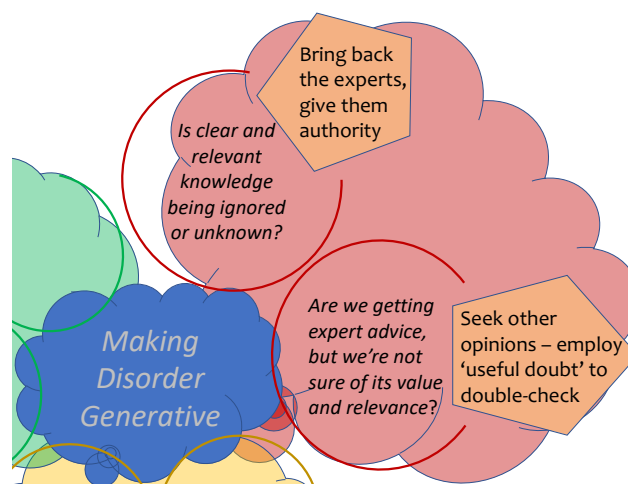 Bring back
the experts,
give them
authority
Is clear and
relevant
knowledge
being ignored
or unknown?
Are we getting
expert advice,
but we're not
sure of its value
and relevance?
Seek other
opinions – employ
'useful doubt' to
double-check
Making
Disorder
Generative